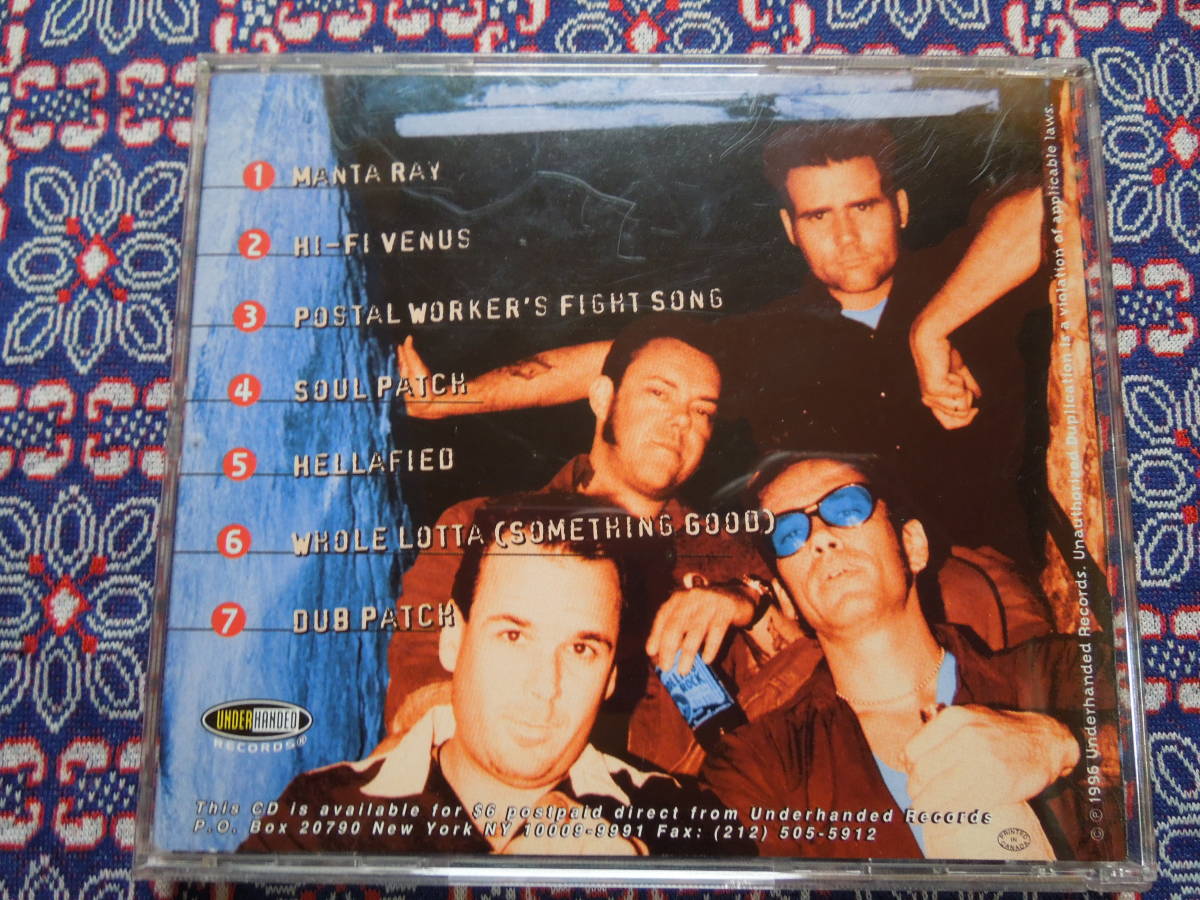 1 MANTA RAY
2 HI-FI VENUS
3 POSTAL WORKER'S FIGHT SONG
4 SOUL PATCH
5 HELLAFIED
6 WHOLE LOTTA (SOMETHING GOOD)
7 DUB PATCH
UNDERHANDED
RECORDS®
This CD is available for $6 postpaid direct from Underhanded Records
P.O. Box 20790 New York NY 10009-9991 Fax: (212) 505-5912
PRINTED
IN
CANADA
© ℗ 1996 Underhanded Records. Unauthorized Duplication is a violation of applicable laws.